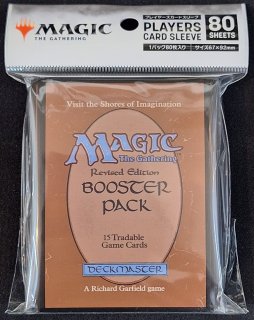 MAGIC
THE GATHERING
プレイヤーズカードスリーブ
PLAYERS
CARD SLEEVE
80
SHEETS
1パック80枚入り サイズ67×92mm
Visit the Shores of Imagination
MAGIC
The Gathering
Revised Edition
BOOSTER
PACK
15 Tradable
Game Cards
DECKMASTER
A Richard Garfield game